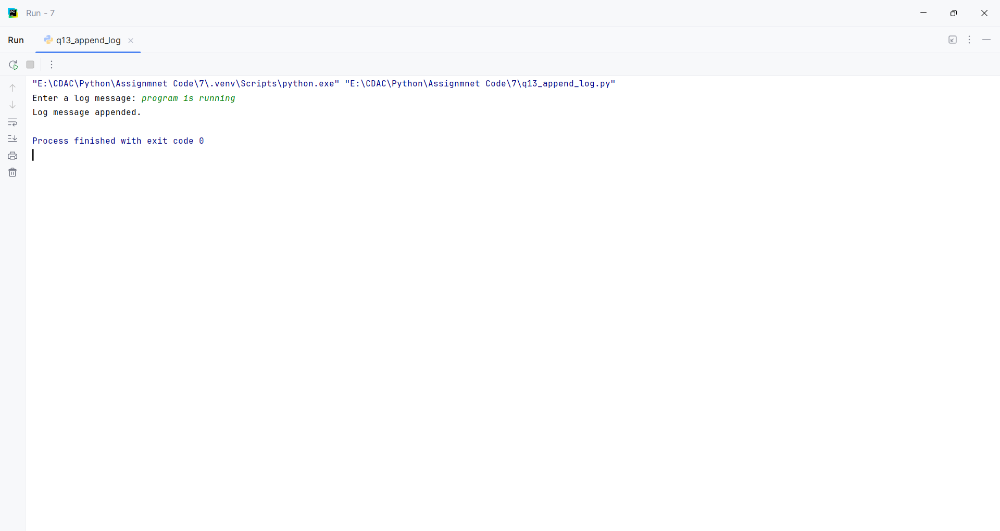 PC
Run - 7
Run
q13_append_log
"E:\CDAC\Python\Assignmnet Code\7\.venv\Scripts\python.exe" "E:\CDAC\Python\Assignmnet Code\7\q13_append_log.py"
Enter a log message: program is running
Log message appended.
Process finished with exit code 0